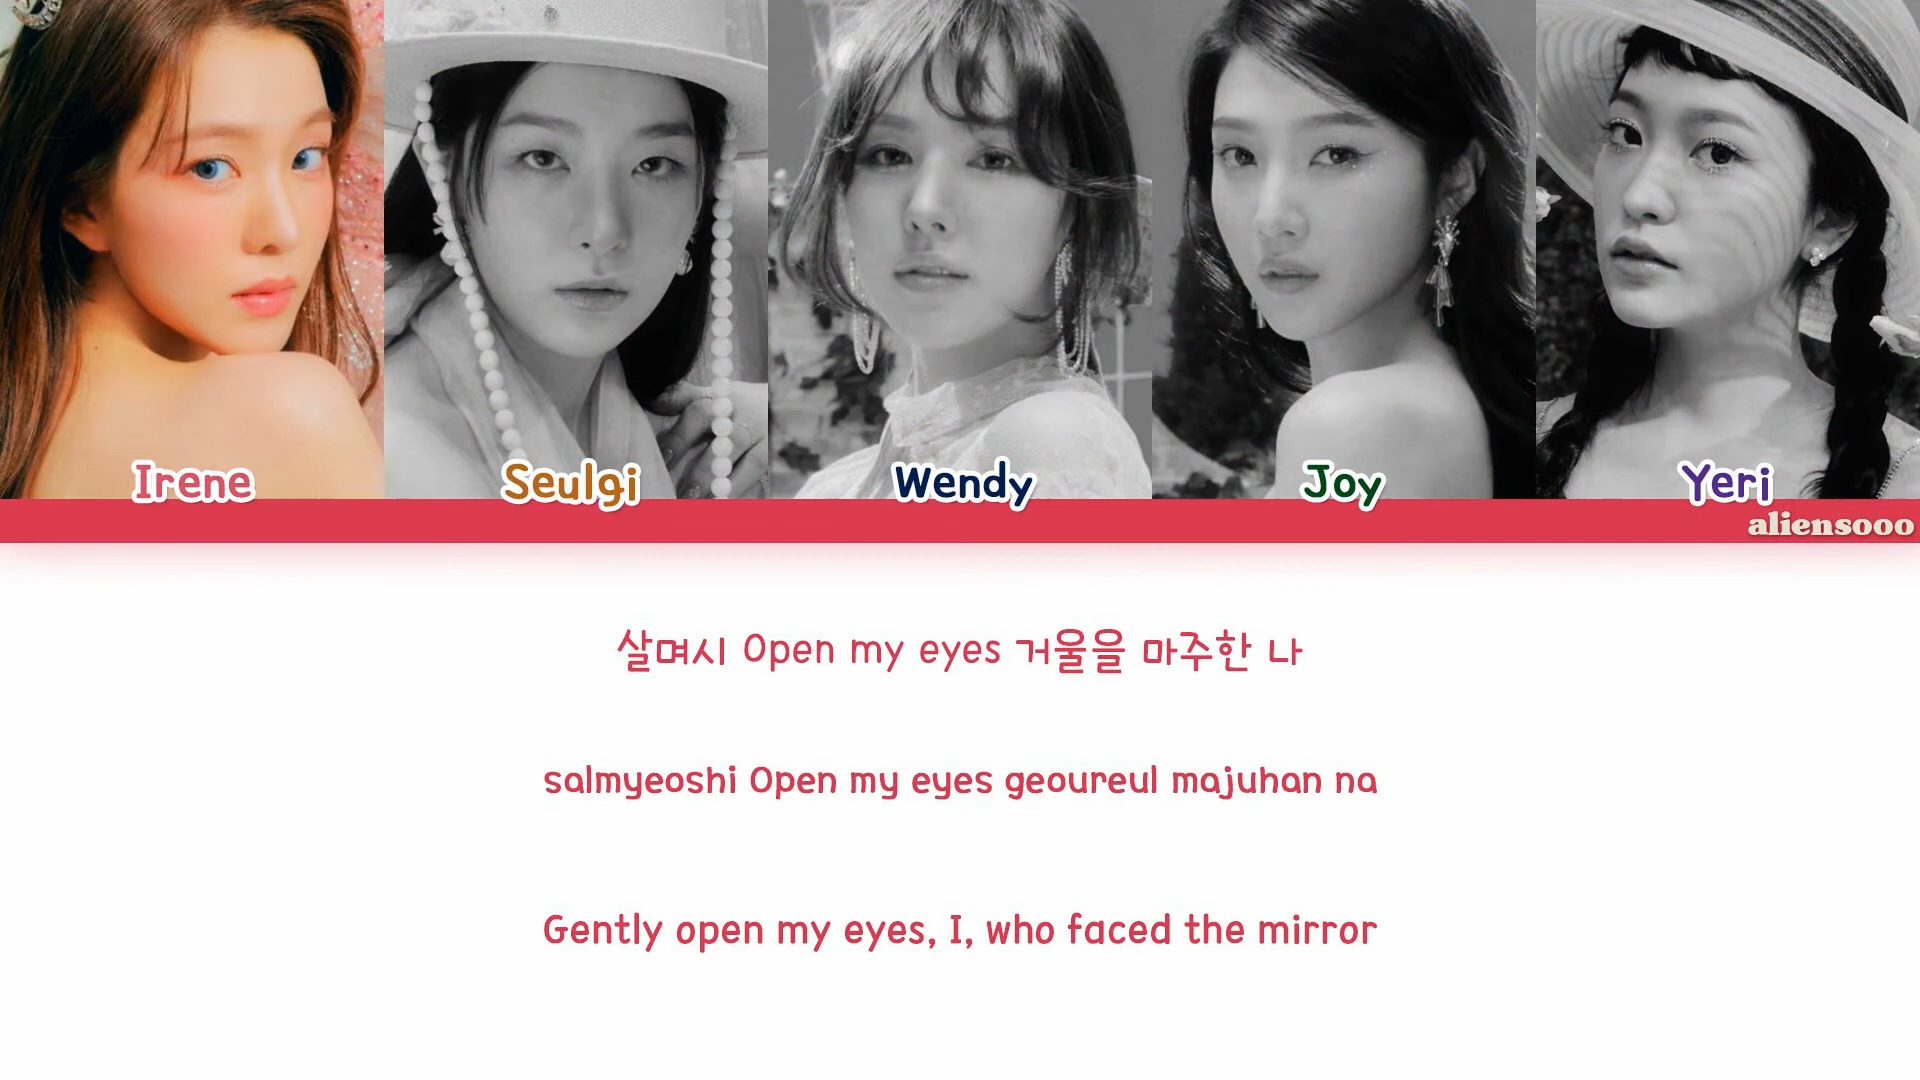 Irene Seulgi Wendy Joy Yeri
aliensooo
살며시 Open my eyes 거울을 마주한 나
salmyeoshi Open my eyes geoureul majuhan na
Gently open my eyes, I, who faced the mirror